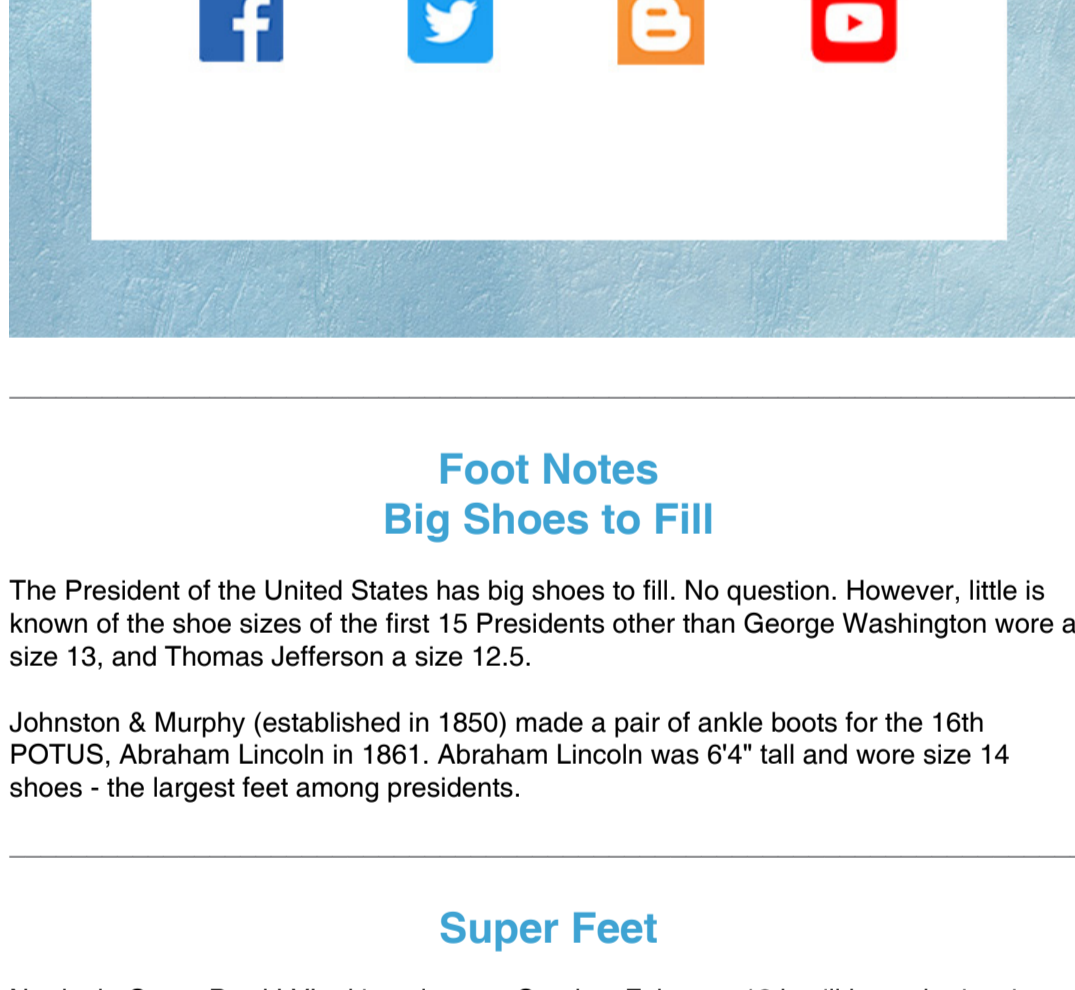 Foot Notes
Big Shoes to Fill
The President of the United States has big shoes to fill. No question. However, little is
known of the shoe sizes of the first 15 Presidents other than George Washington wore a
size 13, and Thomas Jefferson a size 12.5.
Johnston & Murphy (established in 1850) made a pair of ankle boots for the 16th
POTUS, Abraham Lincoln in 1861. Abraham Lincoln was 6'4" tall and wore size 14
shoes - the largest feet among presidents.
Super Feet